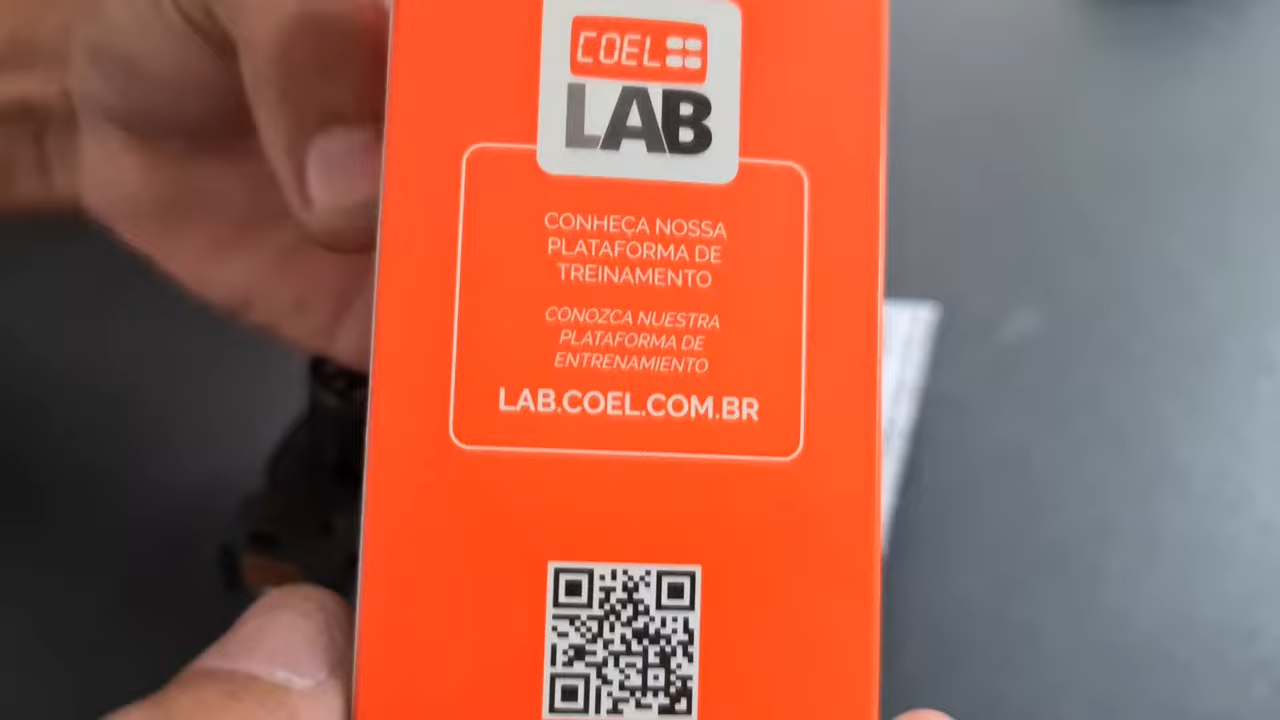 COEL
LAB
CONHEÇA NOSSA
PLATAFORMA DE
TREINAMENTO
CONOZCA NUESTRA
PLATAFORMA DE
ENTRENAMIENTO
LAB.COEL.COM.BR